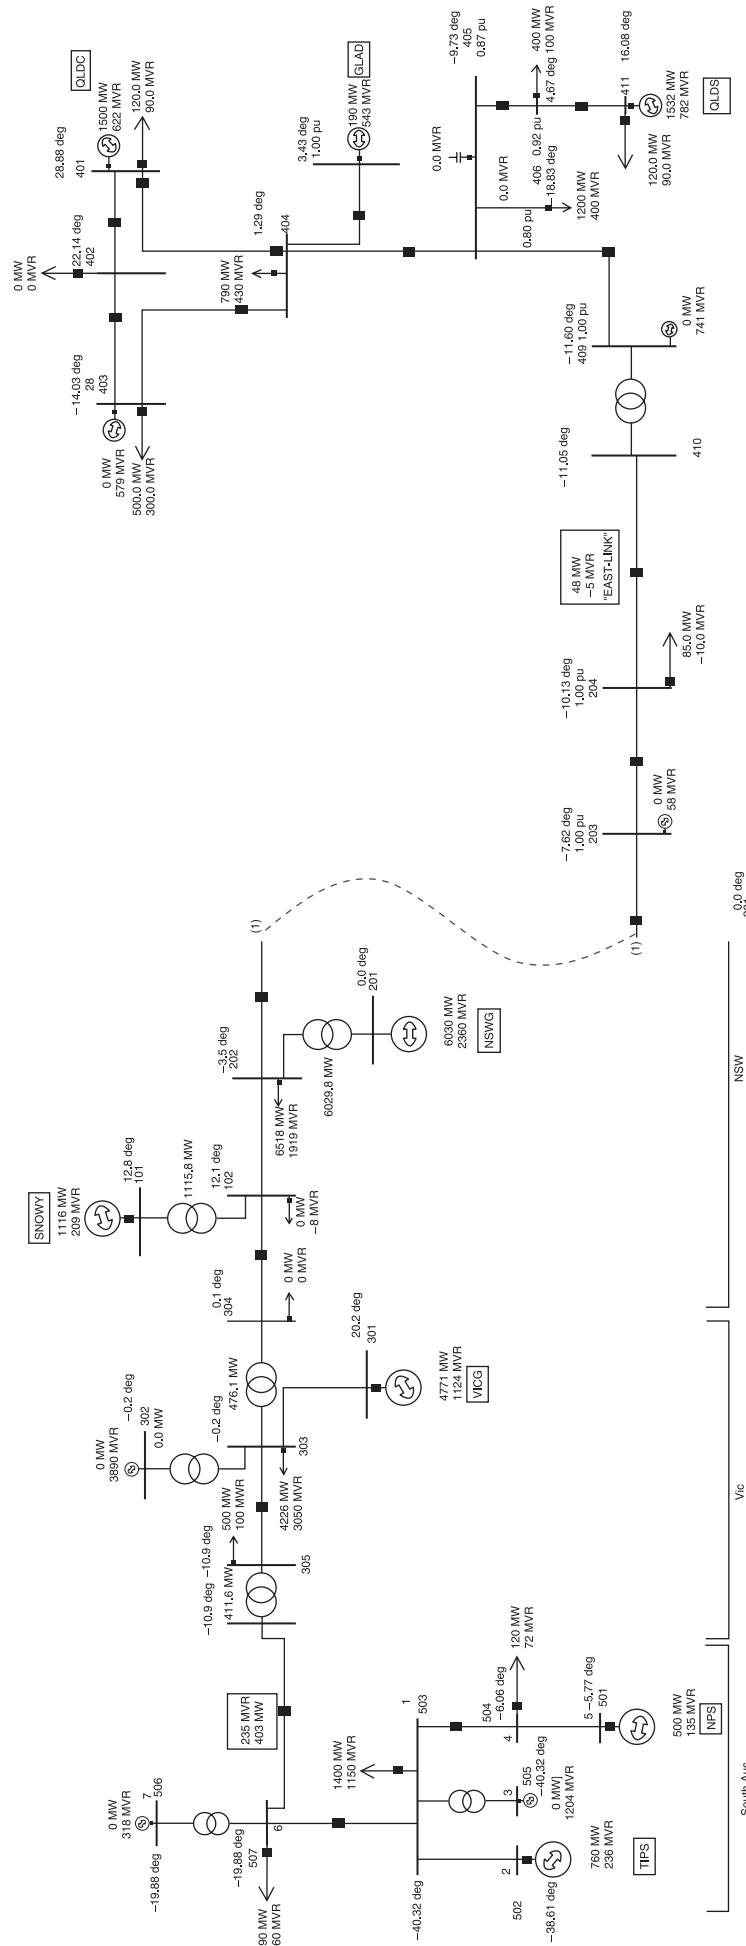 0 MW
318 MVR
7
506
−19.88 deg
−19.88 deg
507
6
90 MW
60 MVR
235 MVR
403 MW
1400 MW
1150 MVR
1
503
−40.32 deg
2
502
760 MW
236 MVR
−38.61 deg
TIPS
3
505
−40.32 deg
0 MW]
1204 MVR
504
−6.06 deg
4
120 MW
72 MVR
5
−5.77 deg
501
500 MW
135 MVR
NPS
−10.9 deg
411.6 MW
−10.9 deg
305
500 MW
100 MWR
0 MW
3890 MVR
−0.2 deg
302
0.0 MW
−0.2 deg
303
4226 MW
3050 MVR
476.1 MW
20.2 deg
301
4771 MW
1124 MVR
VICG
0.1 deg
304
0 MW
0 MVR
SNOWY
1116 MW
209 MVR
12.8 deg
101
1115.8 MW
12.1 deg
102
0 MW
−8 MVR
−3.5 deg
202
6518 MW
1919 MVR
6029.8 MW
0.0 deg
201
6030 MW
2360 MVR
NSWG
(1)
(1)
Vic
NSW
0.0 deg
−7.62 deg
1.00 pu
203
0 MW
58 MVR
−10.13 deg
1.00 pu
204
85.0 MW
−10.0 MVR
48 MW
−5 MVR
"EAST-LINK"
−11.05 deg
410
−11.60 deg
409 1.00 pu
0 MW
741 MVR
−14.03 deg
28
403
0 MW
579 MVR
500.0 MW
300.0 MVR
0 MW
0 MVR
22.14 deg
402
QLDC
28.88 deg
401
1500 MW
622 MVR
120.0 MW
90.0 MVR
790 MW
430 MVR
1.29 deg
404
GLAD
3.43 deg
1.00 pu
190 MW
543 MVR
−9.73 deg
405
0.87 pu
0.0 MVR
0.0 MVR
406 0.92 pu
−18.83 deg
0.80 pu
1200 MW
400 MVR
400 MW
100 MVR
4.67 deg
16.08 deg
411
120.0 MW
90.0 MVR
1532 MW
782 MVR
QLDS